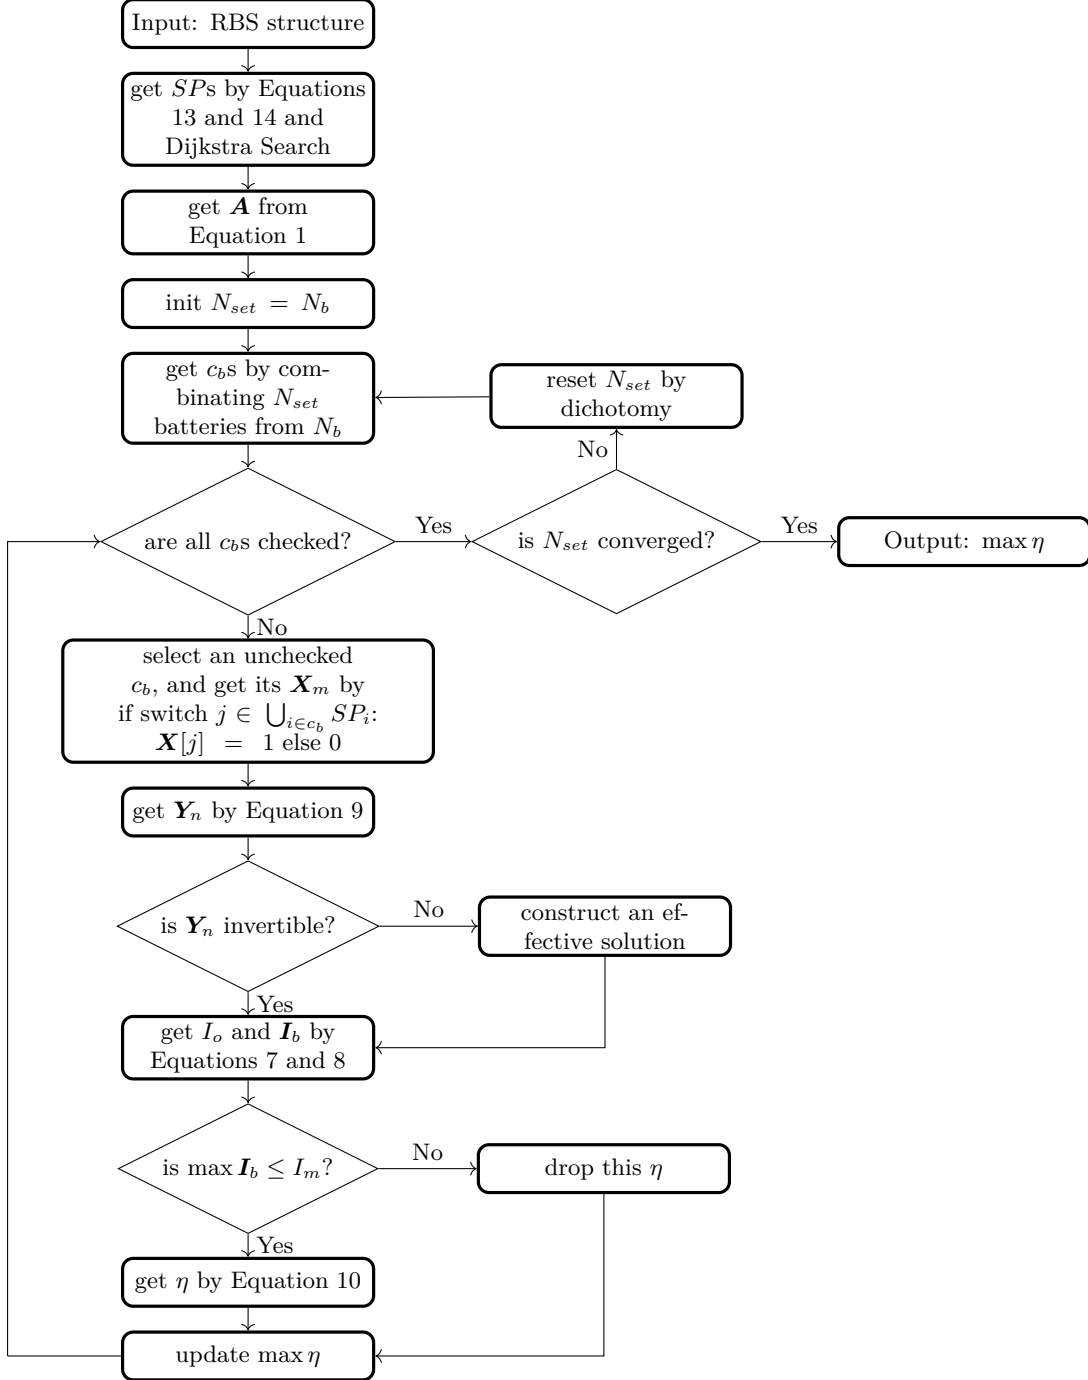 Input: RBS structure
get SPs by Equations
13 and 14 and
Dijkstra Search
get A from
Equation 1
init N_set = N_b
get c_bs by com-
binating N_set
batteries from N_b
reset N_set by
dichotomy
No
are all c_bs checked?
Yes
is N_set converged?
Yes
Output: max η
No
select an unchecked
c_b, and get its X_m by
if switch j ∈ ⋃_{i∈c_b} SP_i:
X[j] = 1 else 0
get Y_n by Equation 9
is Y_n invertible?
No
construct an ef-
fective solution
Yes
get I_o and I_b by
Equations 7 and 8
is max I_b ≤ I_m?
No
drop this η
Yes
get η by Equation 10
update max η